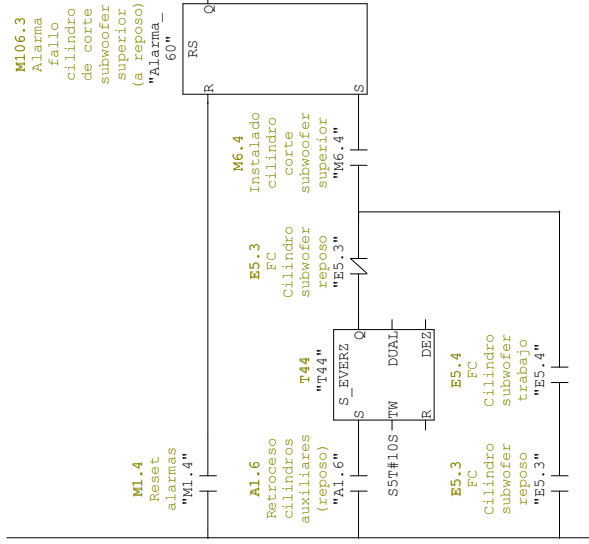 M106.3
Alarma
fallo
cilindro
de corte
subwoofer
superior
(a reposo)
"Alarma_
60"
RS
R
Q
S
M1.4
Reset
alarmas
"M1.4"
M6.4
Instalado
cilindro
corte
subwoofer
superior
"M6.4"
E5.3
FC
Cilindro
subwofer
reposo
"E5.3"
T44
"T44"
S_EVERZ
S
Q
S5T#10S
TW
DUAL
R
DEZ
A1.6
Retroceso
cilindros
auxiliares
(reposo)
"A1.6"
E5.3
FC
Cilindro
subwofer
reposo
"E5.3"
E5.4
FC
Cilindro
subwofer
trabajo
"E5.4"